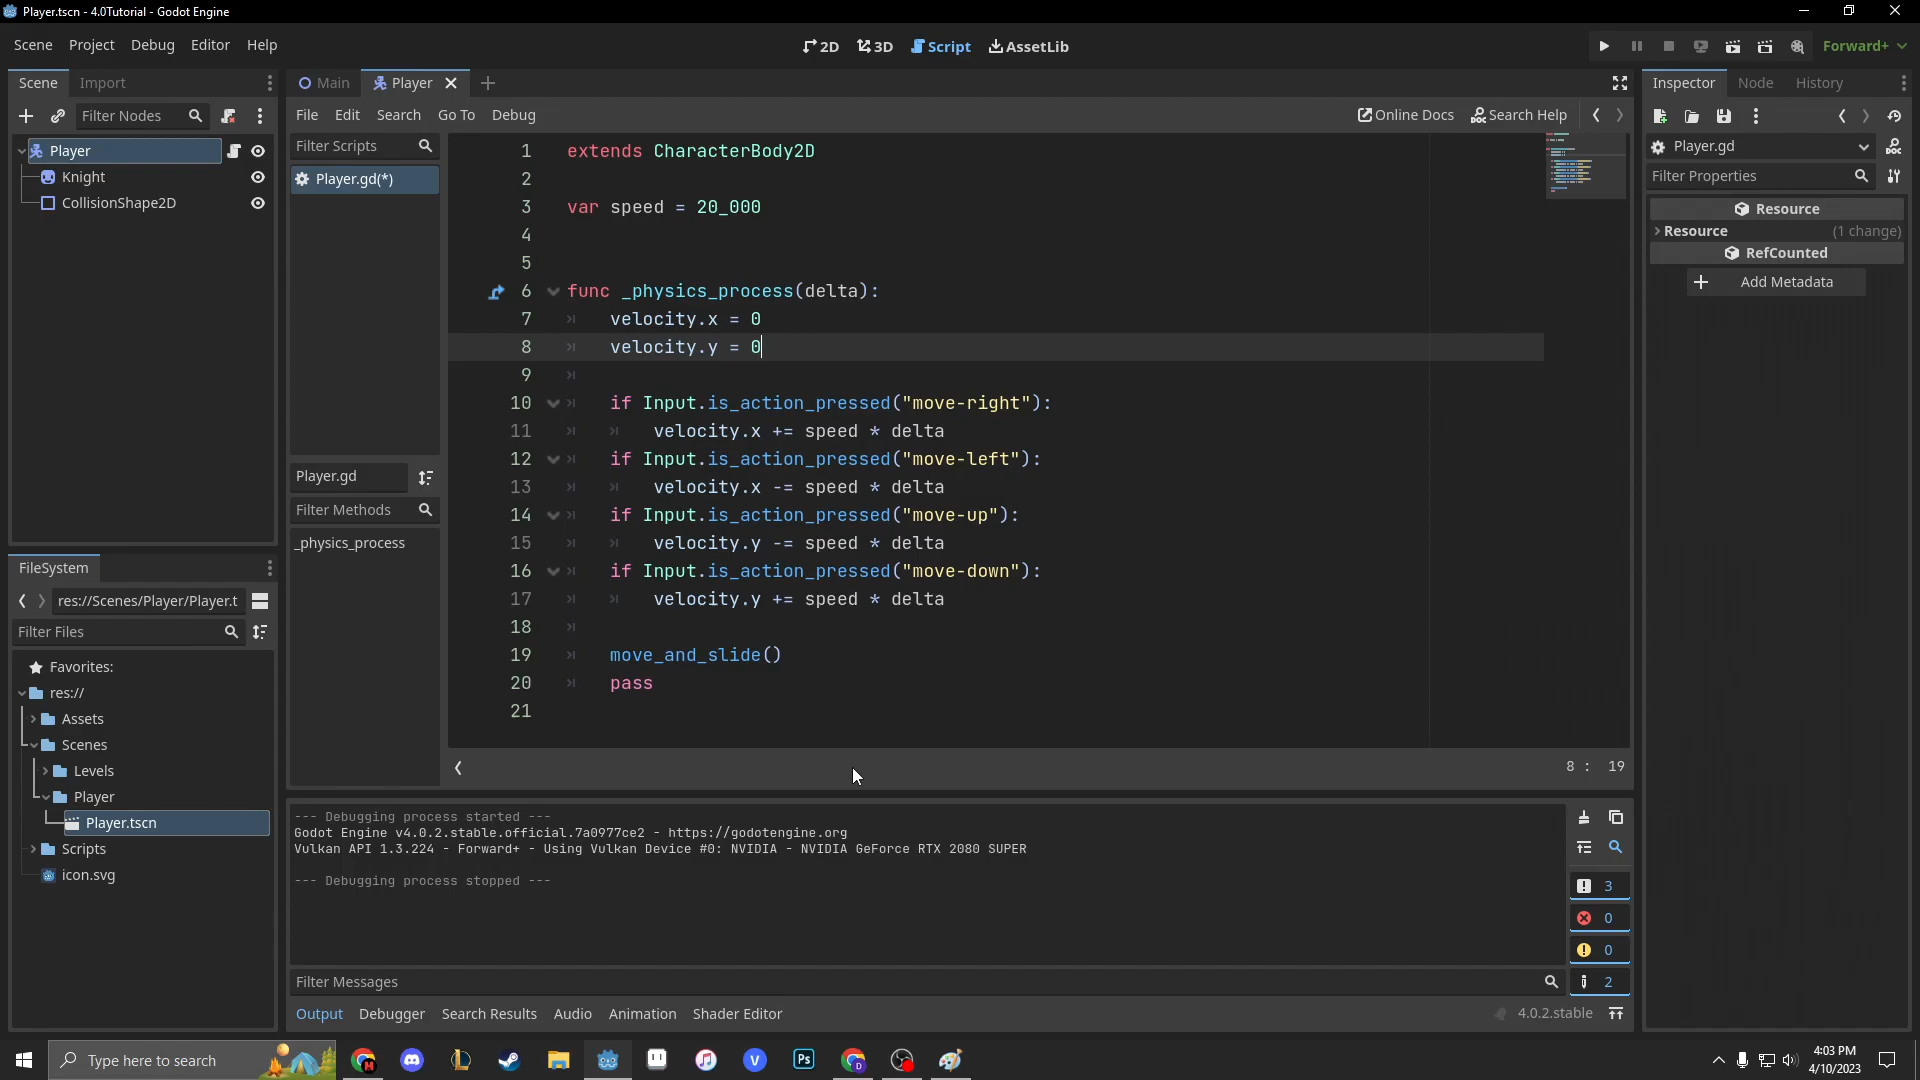 Player.tscn - 4.0Tutorial - Godot Engine
Scene Project Debug Editor Help
2D 3D Script AssetLib
Forward+
Scene Import
Filter Nodes
Player
Knight
CollisionShape2D
FileSystem
res://Scenes/Player/Player.t
Filter Files
Favorites:
res://
Assets
Scenes
Levels
Player
Player.tscn
Scripts
icon.svg
Main Player
File Edit Search Go To Debug
Online Docs Search Help
Filter Scripts
Player.gd(*)
Player.gd
Filter Methods
_physics_process
1 extends CharacterBody2D
2
3 var speed = 20_000
4
5
6 func _physics_process(delta):
7 velocity.x = 0
8 velocity.y = 0
9
10 if Input.is_action_pressed("move-right"):
11 velocity.x += speed * delta
12 if Input.is_action_pressed("move-left"):
13 velocity.x -= speed * delta
14 if Input.is_action_pressed("move-up"):
15 velocity.y -= speed * delta
16 if Input.is_action_pressed("move-down"):
17 velocity.y += speed * delta
18
19 move_and_slide()
20 pass
21
8 : 19
--- Debugging process started ---
Godot Engine v4.0.2.stable.official.7a0977ce2 - https://godotengine.org
Vulkan API 1.3.224 - Forward+ - Using Vulkan Device #0: NVIDIA - NVIDIA GeForce RTX 2080 SUPER
--- Debugging process stopped ---
3
0
0
2
Filter Messages
Output Debugger Search Results Audio Animation Shader Editor
4.0.2.stable
Inspector Node History
Player.gd
Filter Properties
Resource
Resource (1 change)
RefCounted
Add Metadata
Type here to search
Ps
4:03 PM
4/10/2023